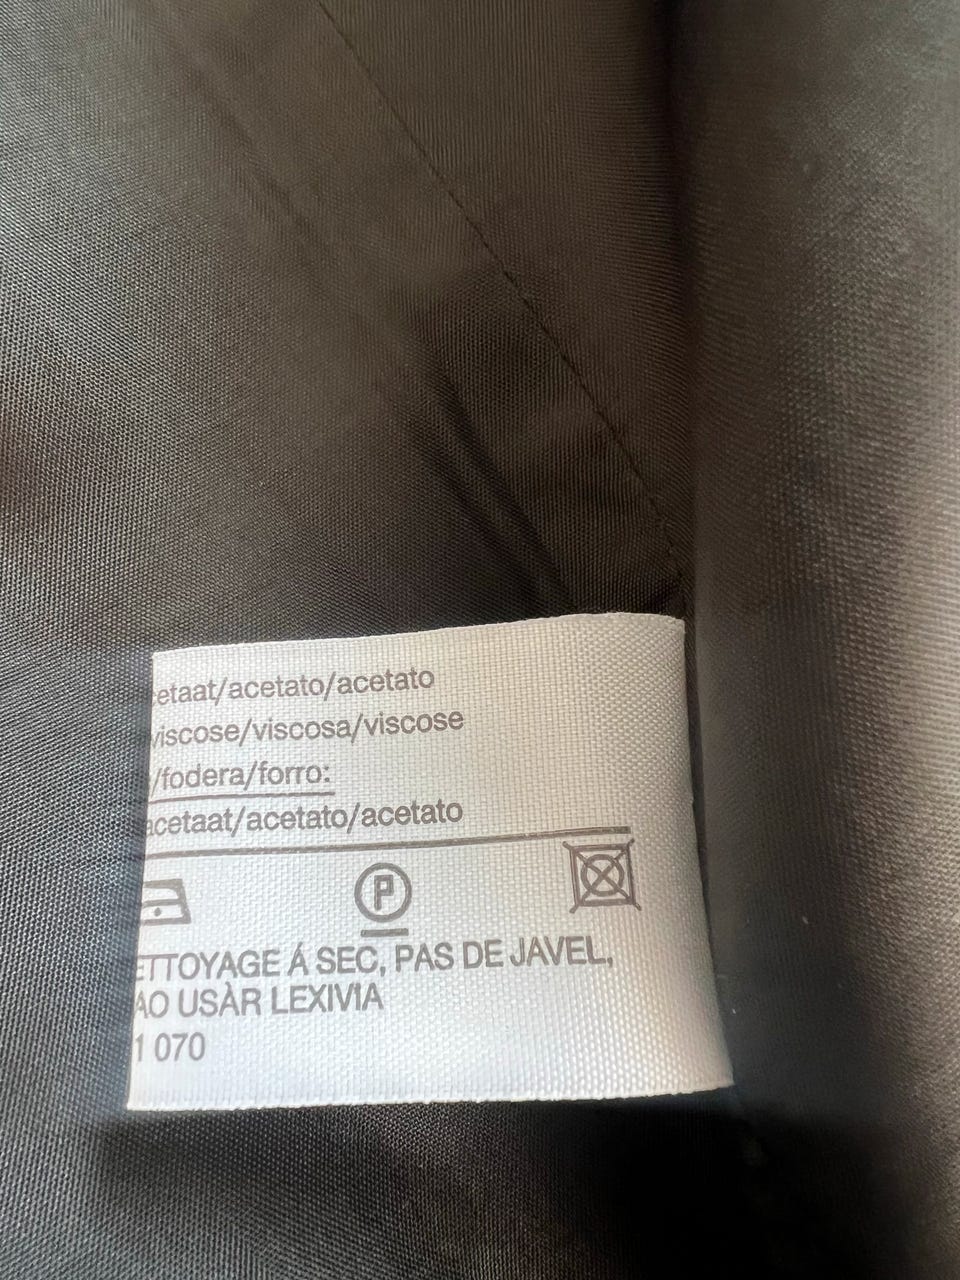 etaat/acetato/acetato
viscose/viscosa/viscose
/fodera/forro:
acetaat/acetato/acetato
P
ETTOYAGE Á SEC, PAS DE JAVEL,
AO USÀR LEXIVIA
1 070